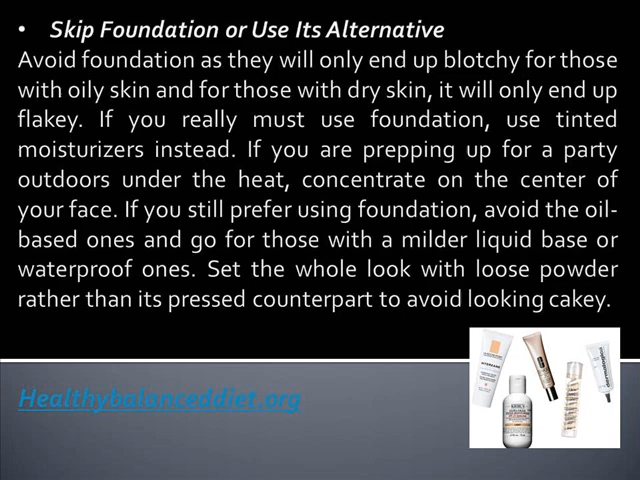 • Skip Foundation or Use Its Alternative
Avoid foundation as they will only end up blotchy for those
with oily skin and for those with dry skin, it will only end up
flakey. If you really must use foundation, use tinted
moisturizers instead. If you are prepping up for a party
outdoors under the heat, concentrate on the center of
your face. If you still prefer using foundation, avoid the oil-
based ones and go for those with a milder liquid base or
waterproof ones. Set the whole look with loose powder
rather than its pressed counterpart to avoid looking cakey.
Healthybalanceddiet.org
KIEHL'S